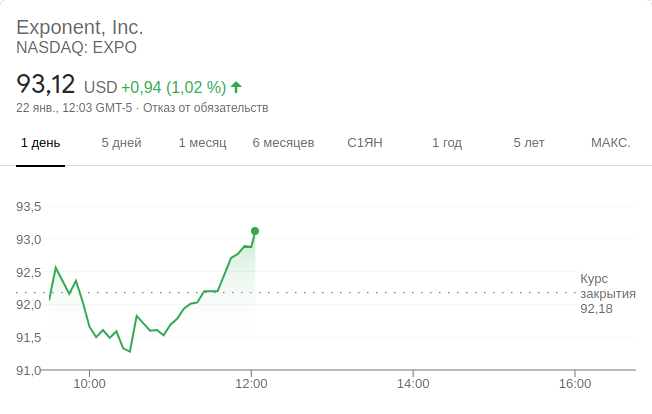 Exponent, Inc.
NASDAQ: EXPO
93,12 USD +0,94 (1,02 %)
22 янв., 12:03 GMT-5 · Отказ от обязательств
1 день 5 дней 1 месяц 6 месяцев С1ЯН 1 год 5 лет МАКС.
93,5
93,0
92,5
92,0
91,5
91,0
Курс
закрытия
92,18
10:00 12:00 14:00 16:00